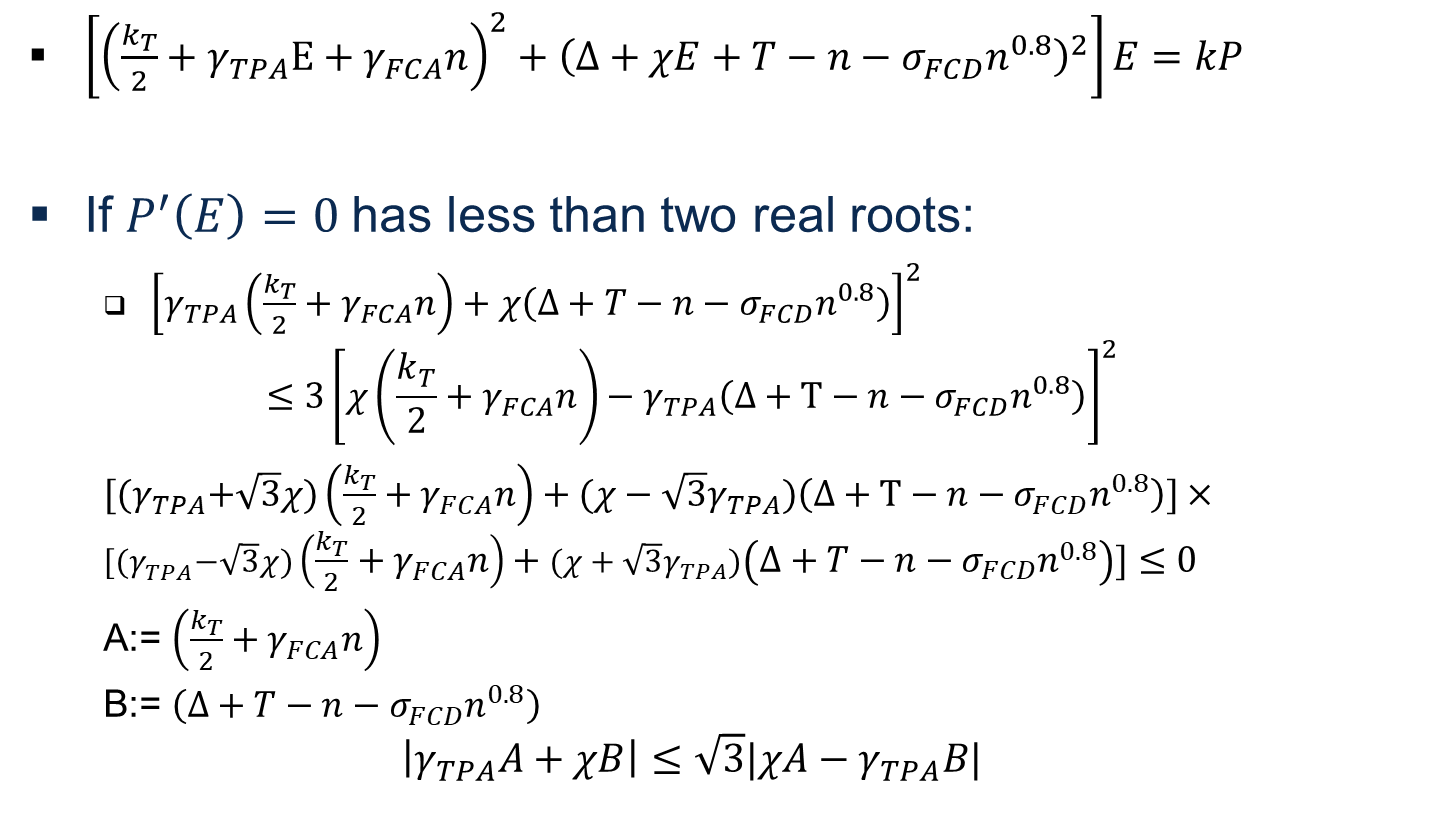 ▪ [(k_T/2 + γ_TPA E + γ_FCA n)² + (Δ + χE + T − n − σ_FCD n^0.8)²] E = kP
▪ If P′(E) = 0 has less than two real roots:
❑ [γ_TPA (k_T/2 + γ_FCA n) + χ(Δ + T − n − σ_FCD n^0.8)]²
≤ 3 [χ (k_T/2 + γ_FCA n) − γ_TPA (Δ + T − n − σ_FCD n^0.8)]²
[(γ_TPA+√3χ) (k_T/2 + γ_FCA n) + (χ − √3γ_TPA)(Δ + T − n − σ_FCD n^0.8)] ×
[(γ_TPA−√3χ) (k_T/2 + γ_FCA n) + (χ + √3γ_TPA)(Δ + T − n − σ_FCD n^0.8)] ≤ 0
A:= (k_T/2 + γ_FCA n)
B:= (Δ + T − n − σ_FCD n^0.8)
|γ_TPA A + χB| ≤ √3|χA − γ_TPA B|